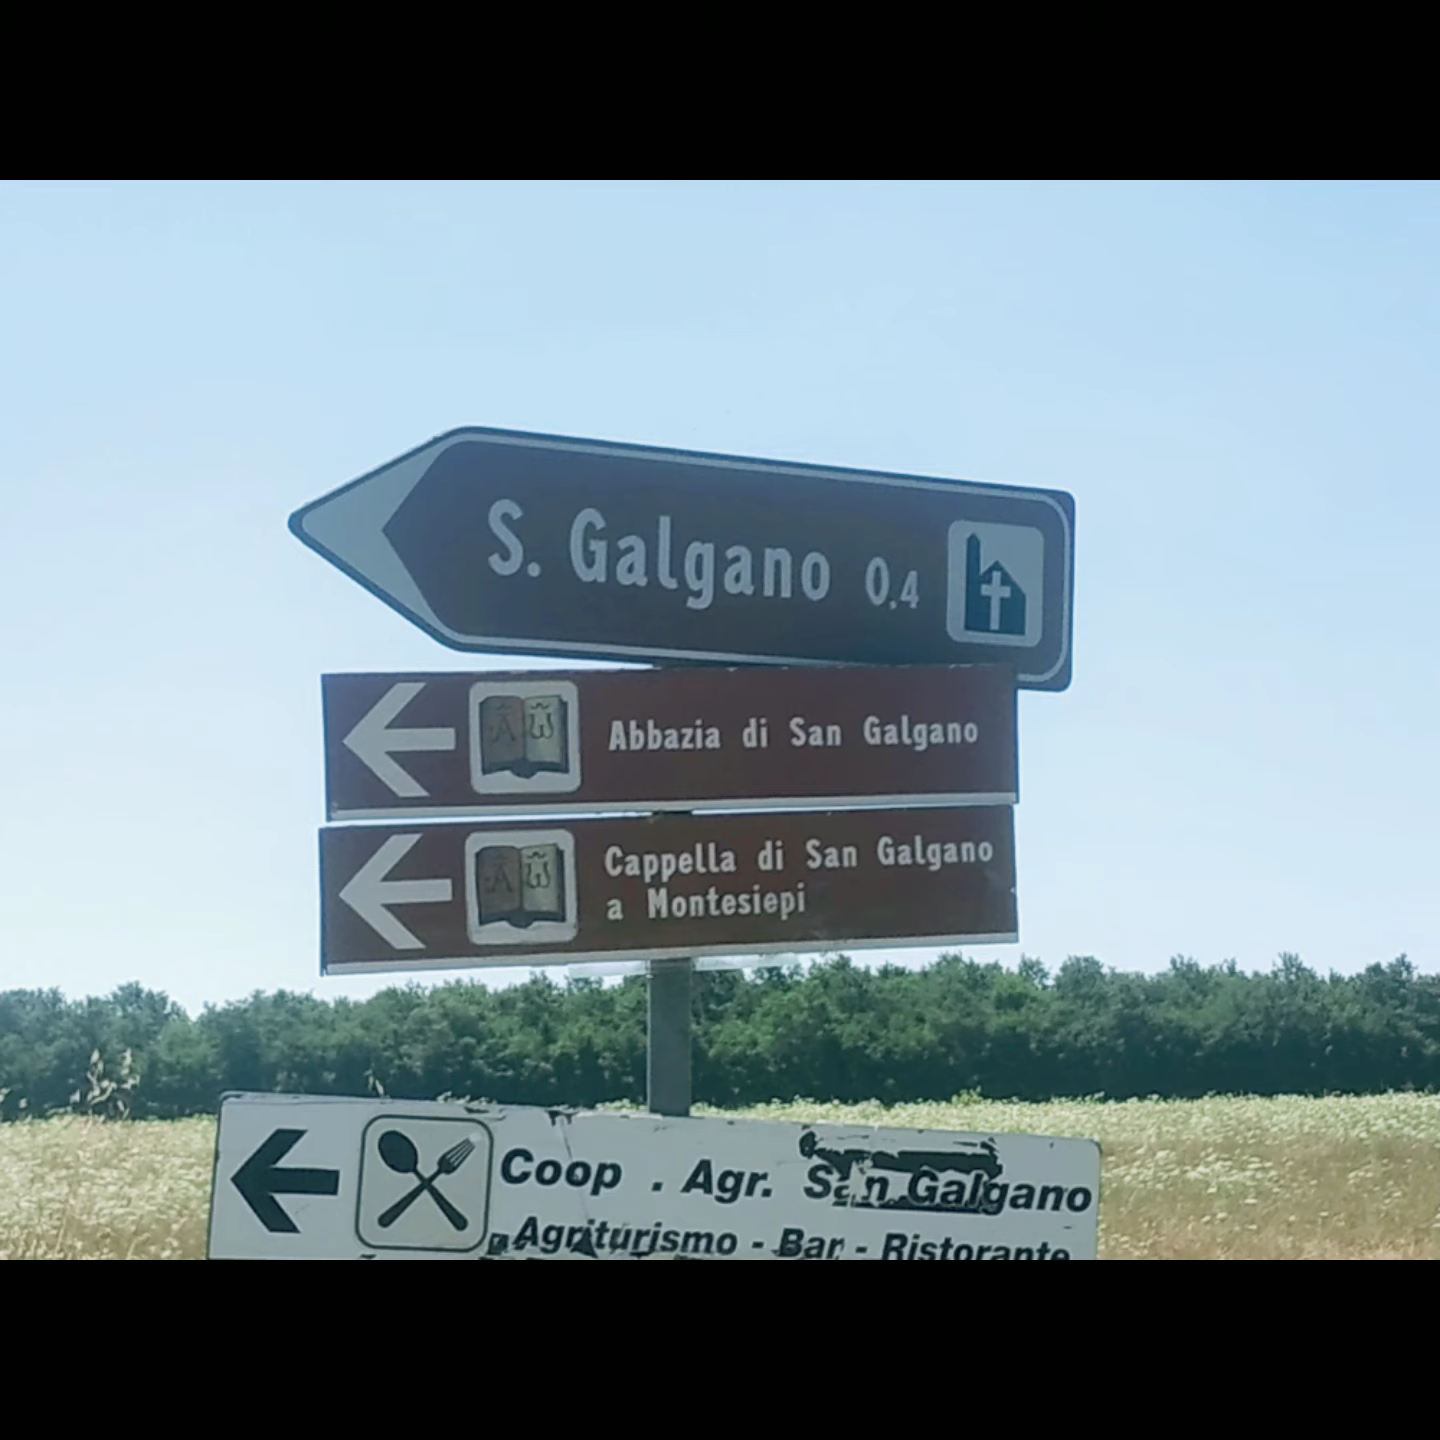 S. Galgano 0,4
Abbazia di San Galgano
Cappella di San Galgano
a Montesiepi
Coop . Agr. San Galgano
Agriturismo - Bar - Ristorante